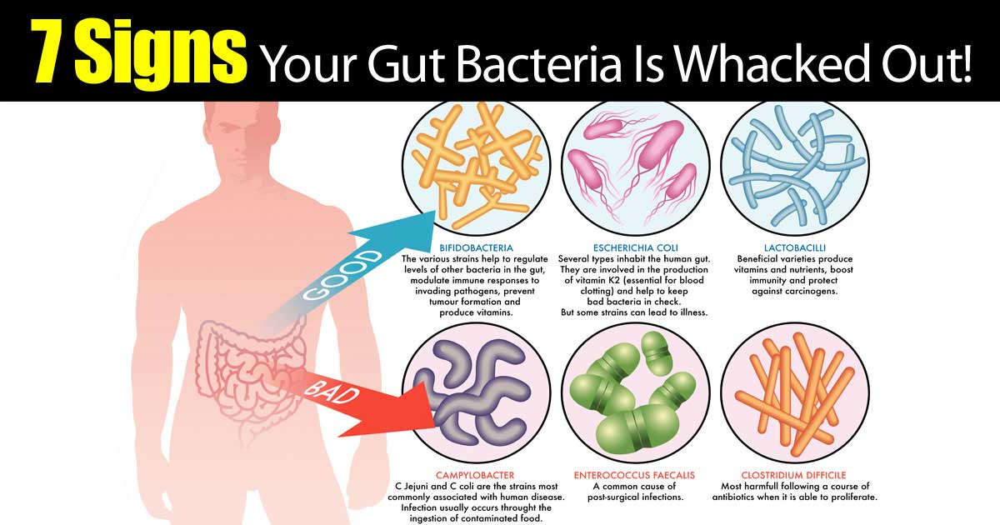 7 Signs Your Gut Bacteria Is Whacked Out!
GOOD
BAD
BIFIDOBACTERIA
The various strains help to regulate
levels of other bacteria in the gut,
modulate immune responses to
invading pathogens, prevent
tumour formation and
produce vitamins.
ESCHERICHIA COLI
Several types inhabit the human gut.
They are involved in the production
of vitamin K2 (essential for blood
clotting) and help to keep
bad bacteria in check.
But some strains can lead to illness.
LACTOBACILLI
Beneficial varieties produce
vitamins and nutrients, boost
immunity and protect
against carcinogens.
CAMPYLOBACTER
C Jejuni and C coli are the strains most
commonly associated with human disease.
Infection usually occurs throught the
ingestion of contaminated food.
ENTEROCOCCUS FAECALIS
A common cause of
post-surgical infections.
CLOSTRIDIUM DIFFICILE
Most harmfull following a course of
antibiotics when it is able to proliferate.